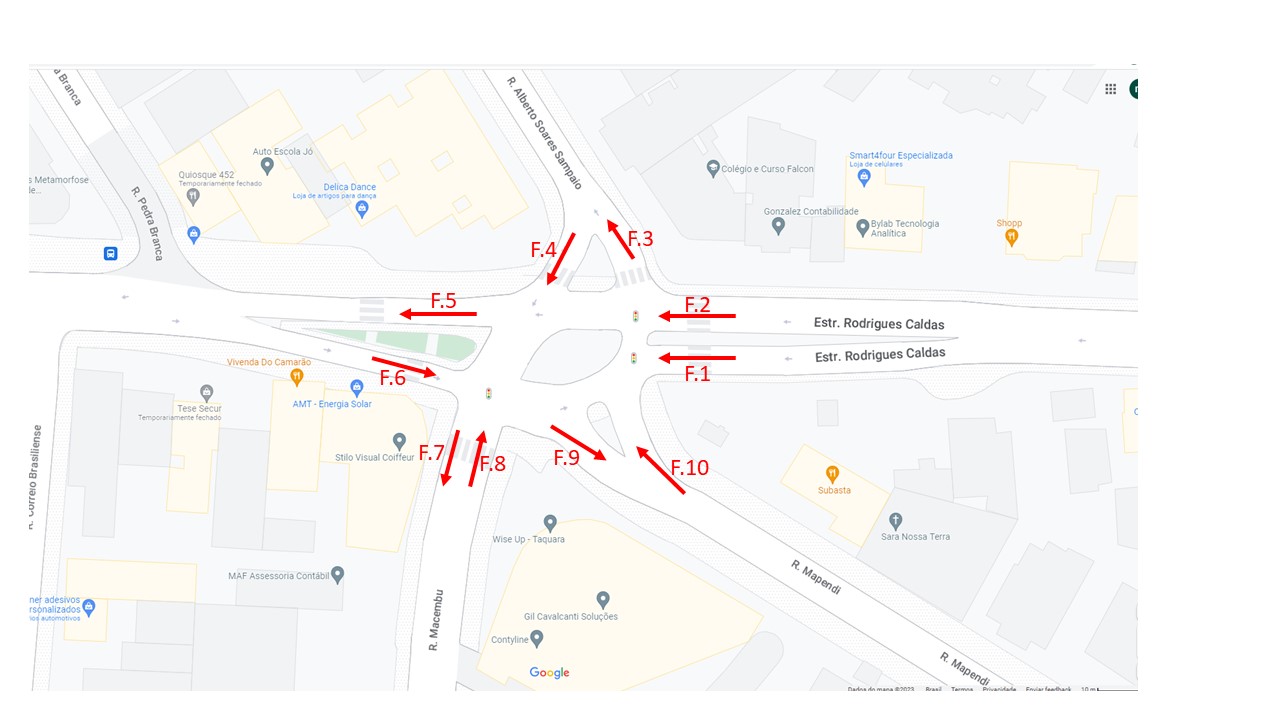 a Branca
R. Alberto Soares Sampaio
Auto Escola Jó
Smart4four Especializada
Loja de celulares
Colégio e Curso Falcon
s Metamorfose
de...
Quiosque 452
Temporariamente fechado
Delica Dance
Loja de artigos para dança
R. Pedra Branca
Gonzalez Contabilidade
Bylab Tecnologia
Analítica
Shopp
F.4
F.3
F.5
F.2
Estr. Rodrigues Caldas
Estr. Rodrigues Caldas
Vivenda Do Camarão
F.6
F.1
AMT - Energia Solar
Tese Secur
Temporariamente fechado
Stilo Visual Coiffeur
F.7
F.8
F.9
F.10
R. Correio Brasiliense
Subasta
Wise Up - Taquara
Sara Nossa Terra
MAF Assessoria Contábil
R. Mapendi
ner adesivos
rsonalizados
los automotivos
R. Macembu
Gil Cavalcanti Soluções
Contyline
Google
R. Mapendi
Dados do mapa ©2023 Brasil Termos Privacidade Enviar feedback 10 m